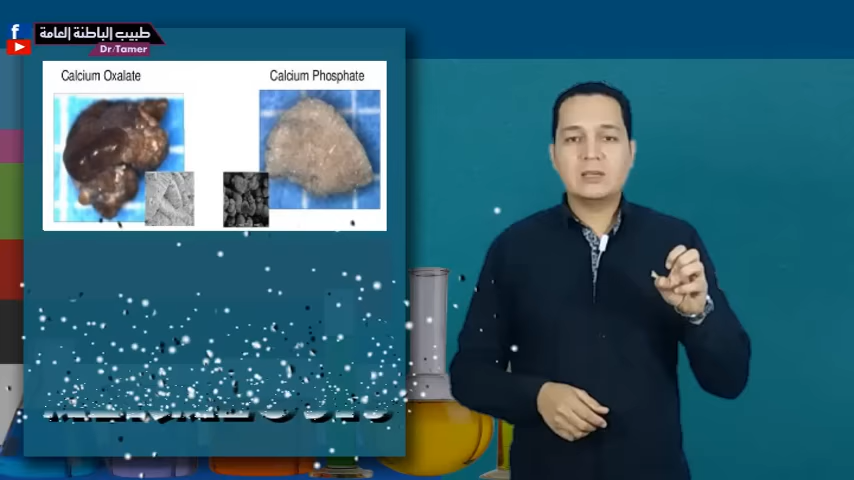 طبيب الباطنة العامة
Dr/Tamer
Calcium Oxalate
Calcium Phosphate